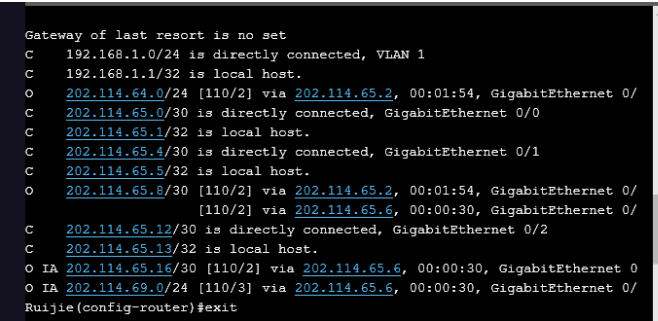 Gateway of last resort is no set
C    192.168.1.0/24 is directly connected, VLAN 1
C    192.168.1.1/32 is local host.
O    202.114.64.0/24 [110/2] via 202.114.65.2, 00:01:54, GigabitEthernet 0/
C    202.114.65.0/30 is directly connected, GigabitEthernet 0/0
C    202.114.65.1/32 is local host.
C    202.114.65.4/30 is directly connected, GigabitEthernet 0/1
C    202.114.65.5/32 is local host.
O    202.114.65.8/30 [110/2] via 202.114.65.2, 00:01:54, GigabitEthernet 0/
                     [110/2] via 202.114.65.6, 00:00:30, GigabitEthernet 0/
C    202.114.65.12/30 is directly connected, GigabitEthernet 0/2
C    202.114.65.13/32 is local host.
O IA 202.114.65.16/30 [110/2] via 202.114.65.6, 00:00:30, GigabitEthernet 0
O IA 202.114.69.0/24 [110/3] via 202.114.65.6, 00:00:30, GigabitEthernet 0/
Ruijie(config-router)#exit